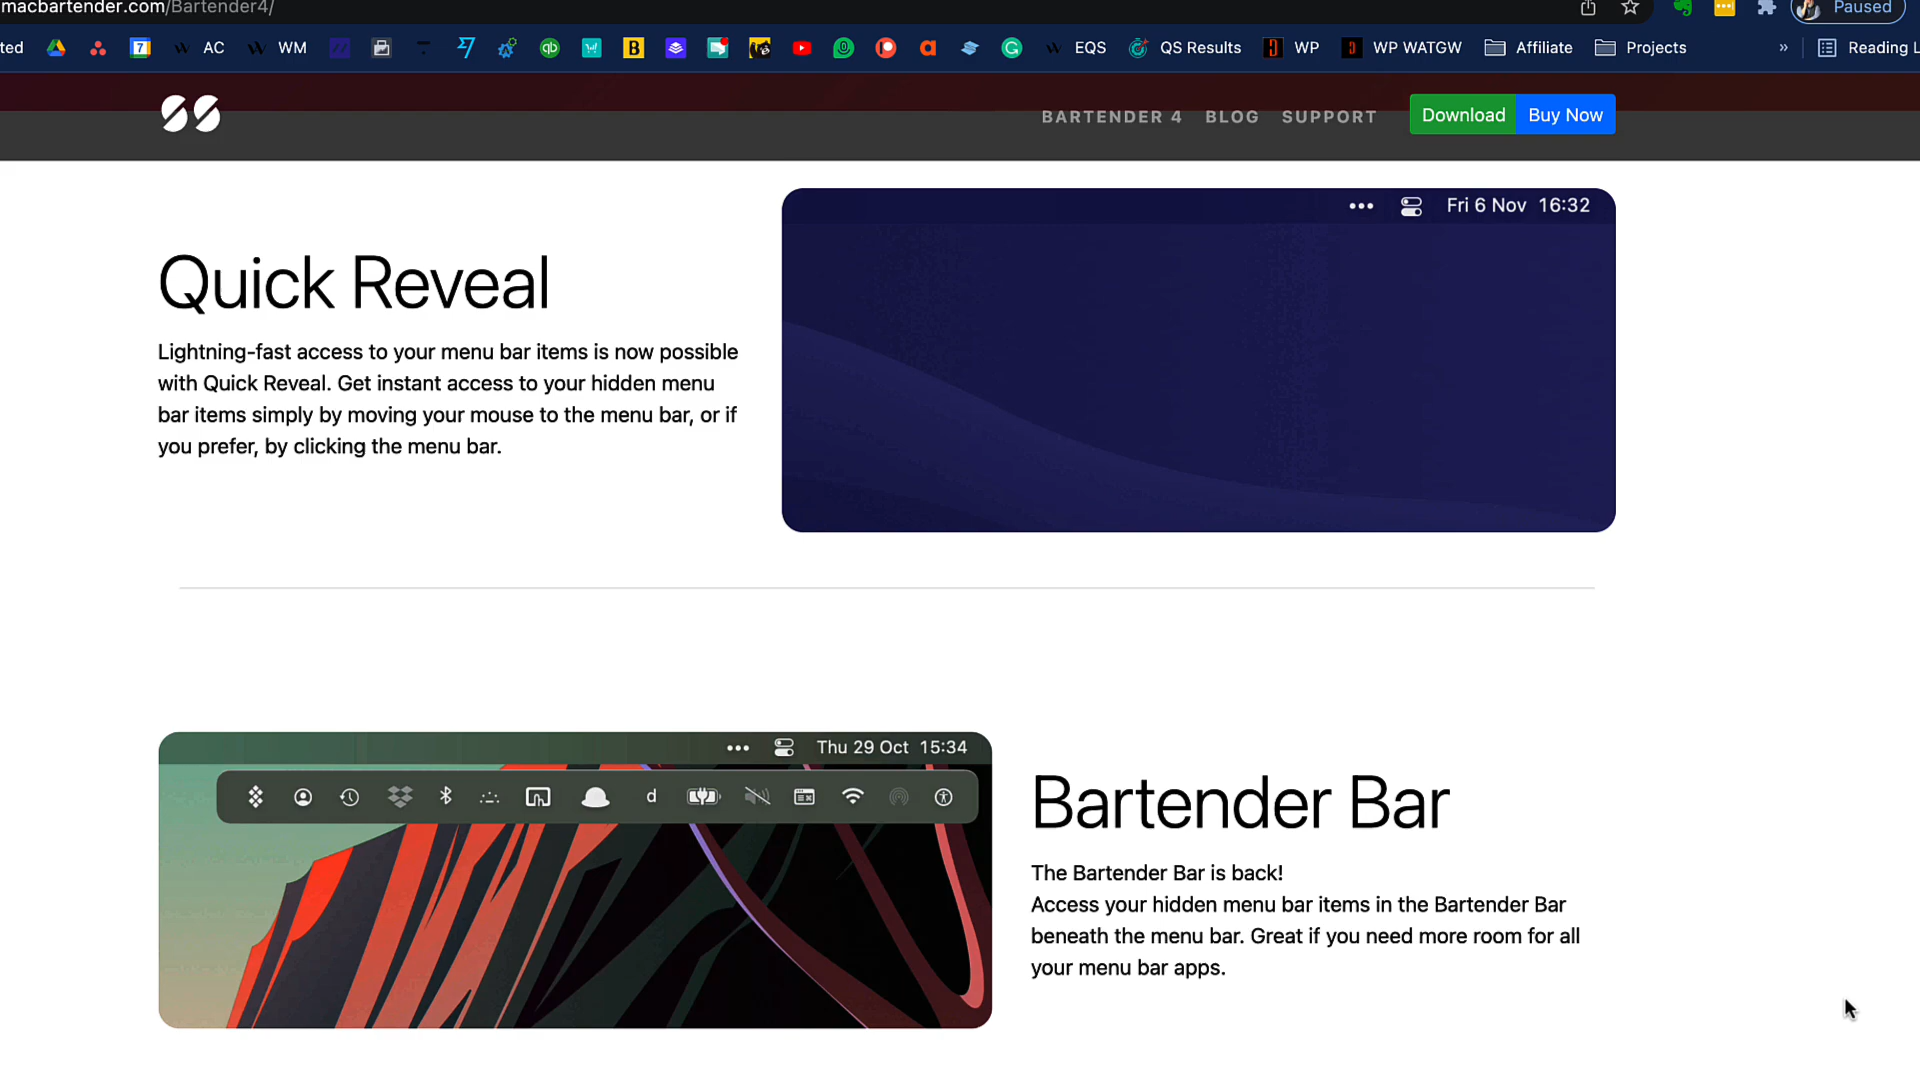 macbartender.com/Bartender4/
Paused
ted
AC
WM
EQS
QS Results
WP
WP WATGW
Affiliate
Projects
»
Reading L
BARTENDER 4
BLOG
SUPPORT
Download
Buy Now
Fri 6 Nov 16:32
Quick Reveal
Lightning-fast access to your menu bar items is now possible
with Quick Reveal. Get instant access to your hidden menu
bar items simply by moving your mouse to the menu bar, or if
you prefer, by clicking the menu bar.
Thu 29 Oct 15:34
d
Bartender Bar
The Bartender Bar is back!
Access your hidden menu bar items in the Bartender Bar
beneath the menu bar. Great if you need more room for all
your menu bar apps.